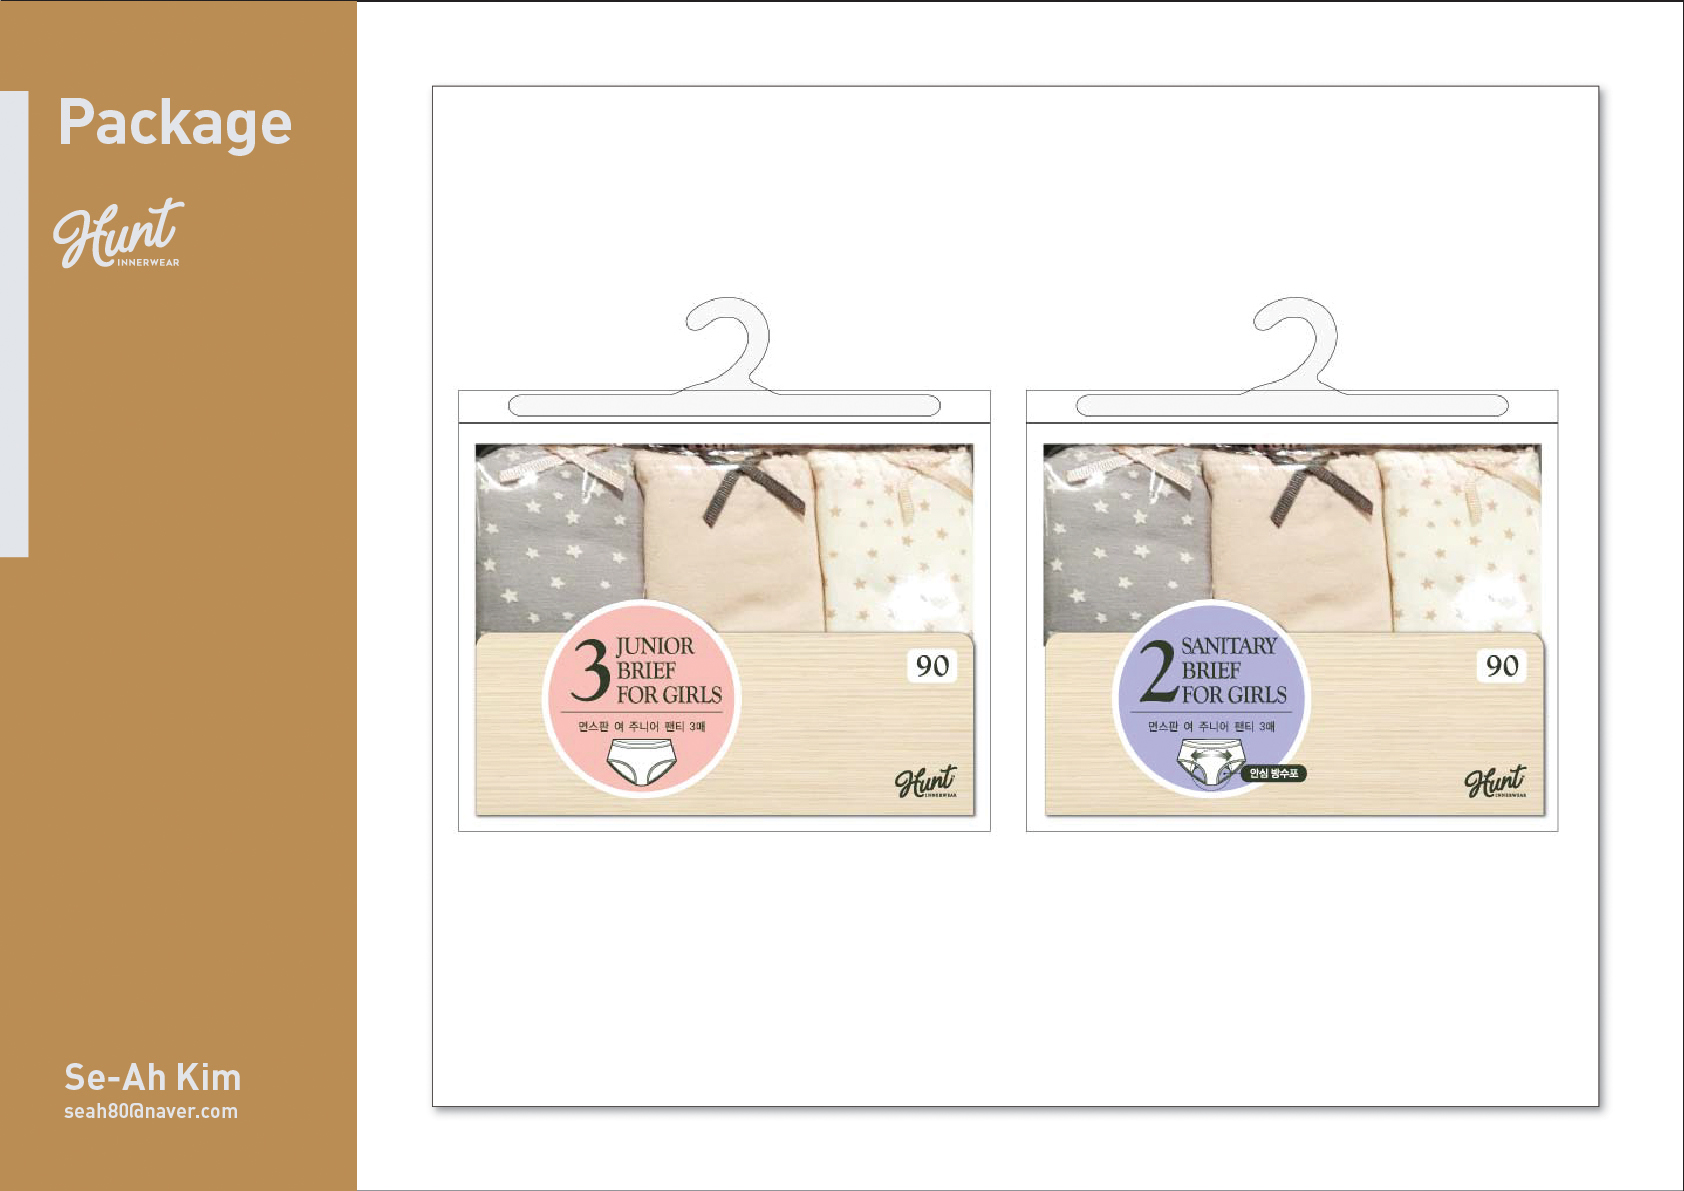 Package
Hunt
INNERWEAR
3 JUNIOR
BRIEF
FOR GIRLS
면스판 여 주니어 팬티 3매
90
Hunt
INNERWEAR
2 SANITARY
BRIEF
FOR GIRLS
면스판 여 주니어 팬티 3매
안심 방수포
90
Hunt
INNERWEAR
Se-Ah Kim
seah80@naver.com